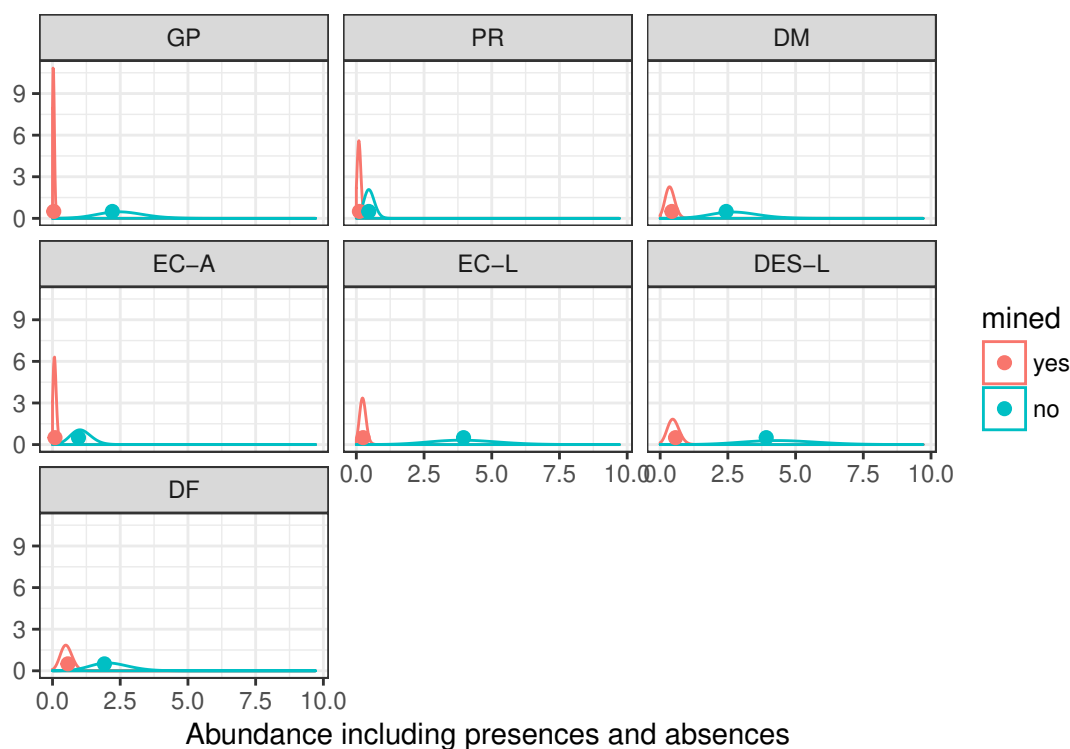 GP PR DM
9
6
3
0
EC−A EC−L DES−L
9
6
3
0
0.0 2.5 5.0 7.5 10.0 0.0 2.5 5.0 7.5 10.0
DF
9
6
3
0
0.0 2.5 5.0 7.5 10.0
Abundance including presences and absences
mined
yes
no